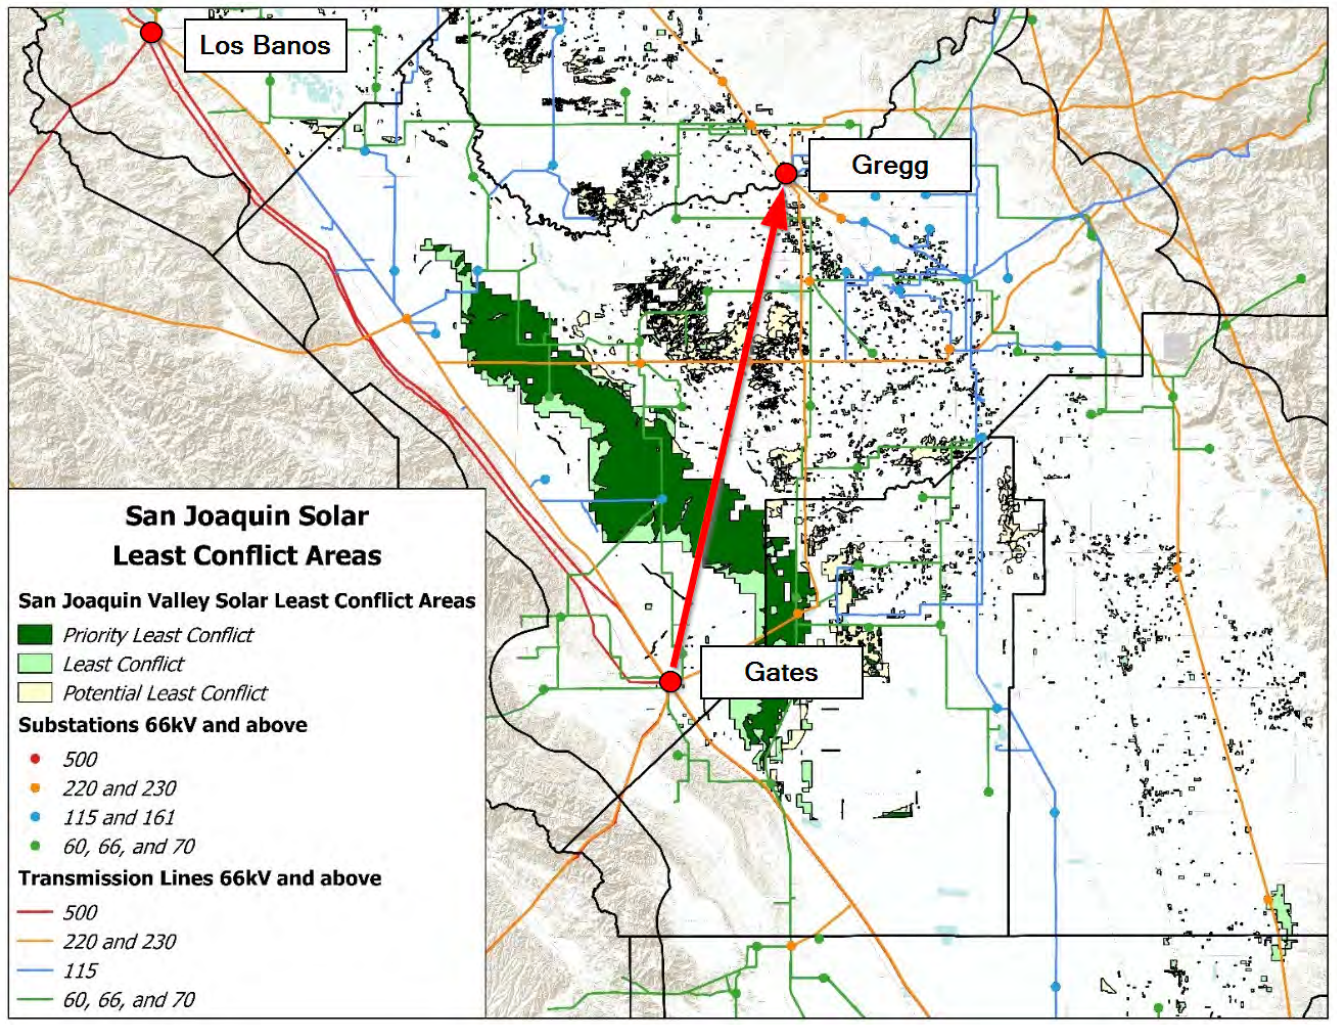 Los Banos
Gregg
San Joaquin Solar
Least Conflict Areas
San Joaquin Valley Solar Least Conflict Areas
Priority Least Conflict
Least Conflict
Potential Least Conflict
Substations 66kV and above
500
220 and 230
115 and 161
60, 66, and 70
Transmission Lines 66kV and above
500
220 and 230
115
60, 66, and 70
Gates